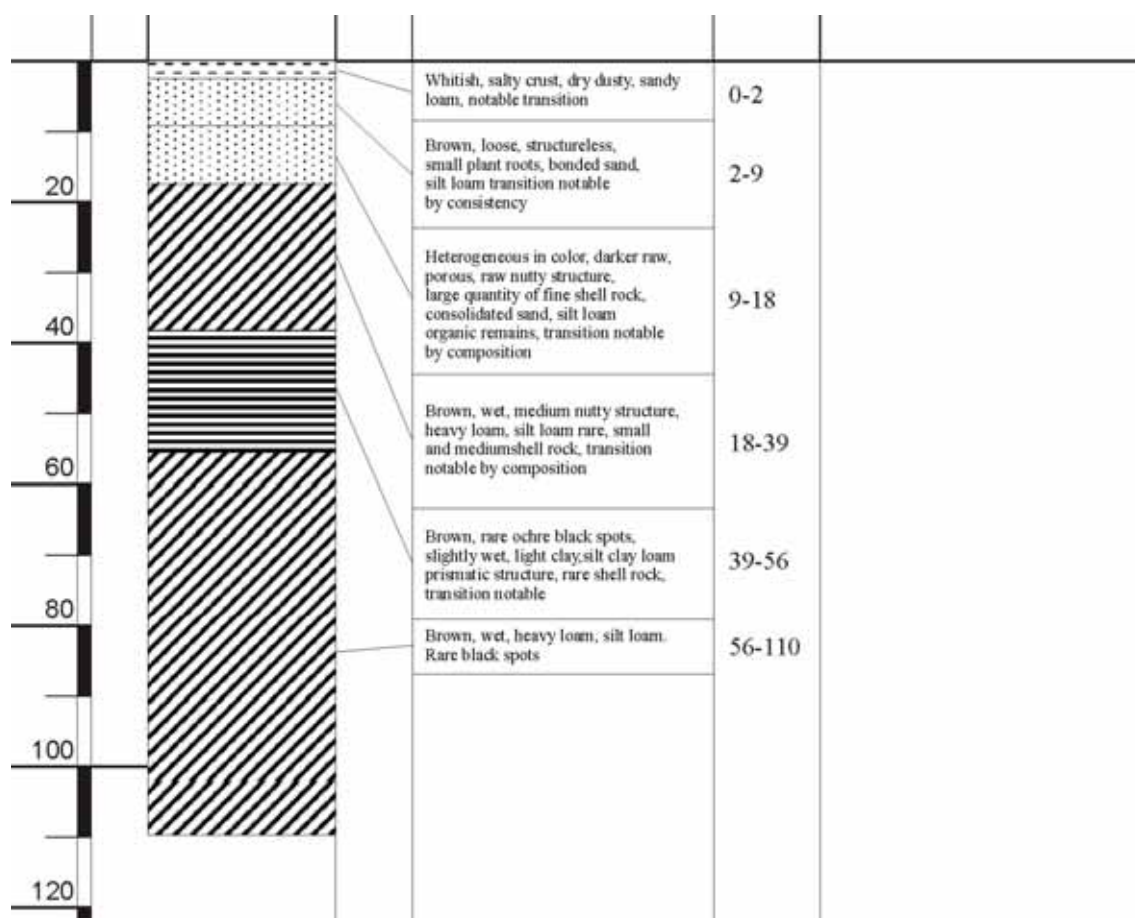 Whitish, salty crust, dry dusty, sandy
loam, notable transition
0-2
Brown, loose, structureless,
small plant roots, bonded sand,
silt loam transition notable
by consistency
2-9
Heterogeneous in color, darker raw,
porous, raw nutty structure,
large quantity of fine shell rock,
consolidated sand, silt loam
organic remains, transition notable
by composition
9-18
Brown, wet, medium nutty structure,
heavy loam, silt loam rare, small
and mediumshell rock, transition
notable by composition
18-39
Brown, rare ochre black spots,
slightly wet, light clay,silt clay loam
prismatic structure, rare shell rock,
transition notable
39-56
Brown, wet, heavy loam, silt loam.
Rare black spots
56-110
20
40
60
80
100
120